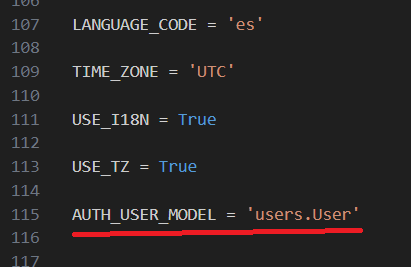 106
107 LANGUAGE_CODE = 'es'
108
109 TIME_ZONE = 'UTC'
110
111 USE_I18N = True
112
113 USE_TZ = True
114
115 AUTH_USER_MODEL = 'users.User'
116
117